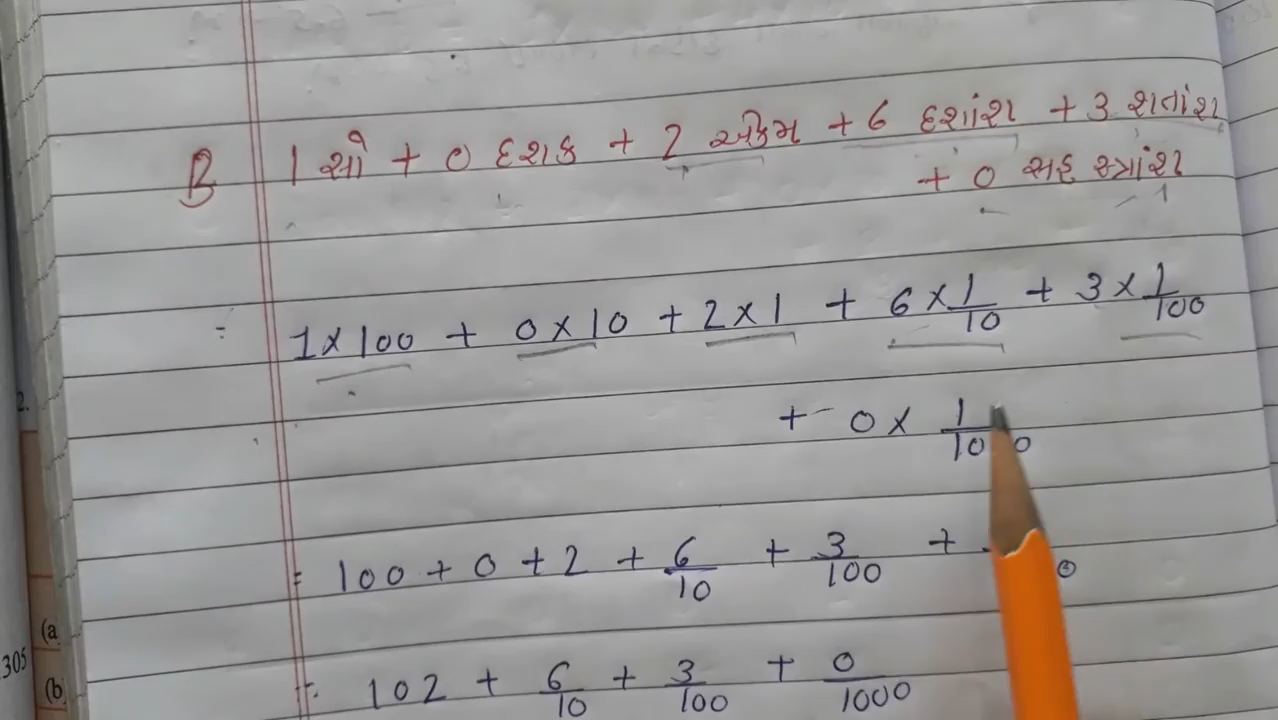 B 1 સો + 0 દશક + 2 એકમ + 6 દશાંશ + 3 શતાંશ
+ 0 સહસ્ત્રાંશ
= 1 × 100 + 0 × 10 + 2 × 1 + 6 × 1/10 + 3 × 1/100
+ 0 × 1/1000
= 100 + 0 + 2 + 6/10 + 3/100 +
= 102 + 6/10 + 3/100 + 0/1000
2.
(a
305
(b)